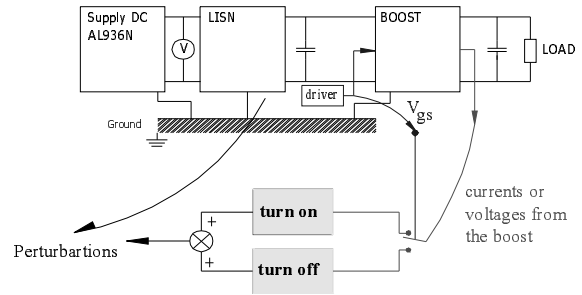 Supply DC
AL936N
LISN
BOOST
V
LOAD
driver
Vgs
Ground
currents or
voltages from
the boost
turn on
+
+
turn off
Perturbartions